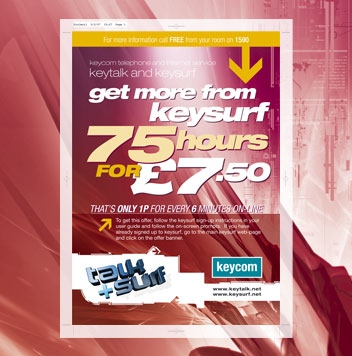 For more information call FREE from your room on 1580
keycom telephone and internet service
keytalk and keysurf
get more from
keysurf
75 hours
FOR £7.50
THAT'S ONLY 1P FOR EVERY 6 MINUTES ON-LINE
To get this offer, follow the keysurf sign-up instructions in your
user guide and follow the on-screen prompts. If you have
already signed up to keysurf, go to the main keysurf web-page
and click on the offer banner.
talk
+surf
keycom
www.keytalk.net
www.keysurf.net